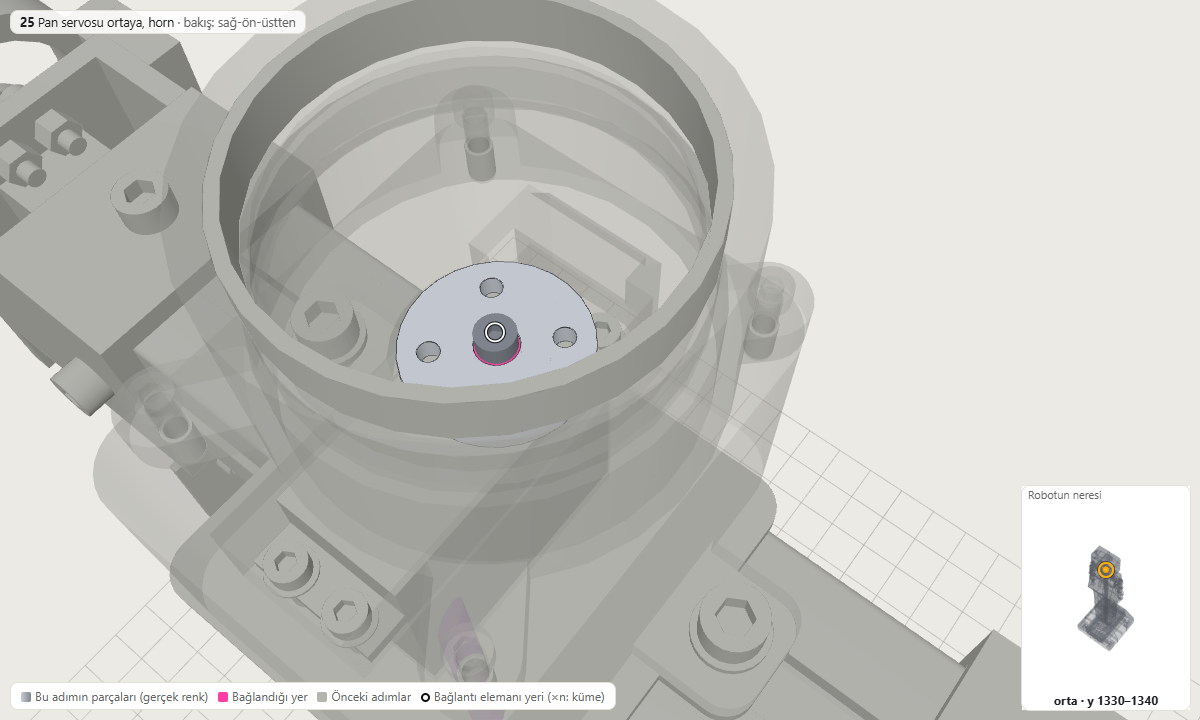 25 Pan servosu ortaya, horn · bakış: sağ-ön-üstten
Robotun neresi
orta · y 1330–1340
Bu adımın parçaları (gerçek renk) Bağlandığı yer Önceki adımlar Bağlantı elemanı yeri (×n: küme)